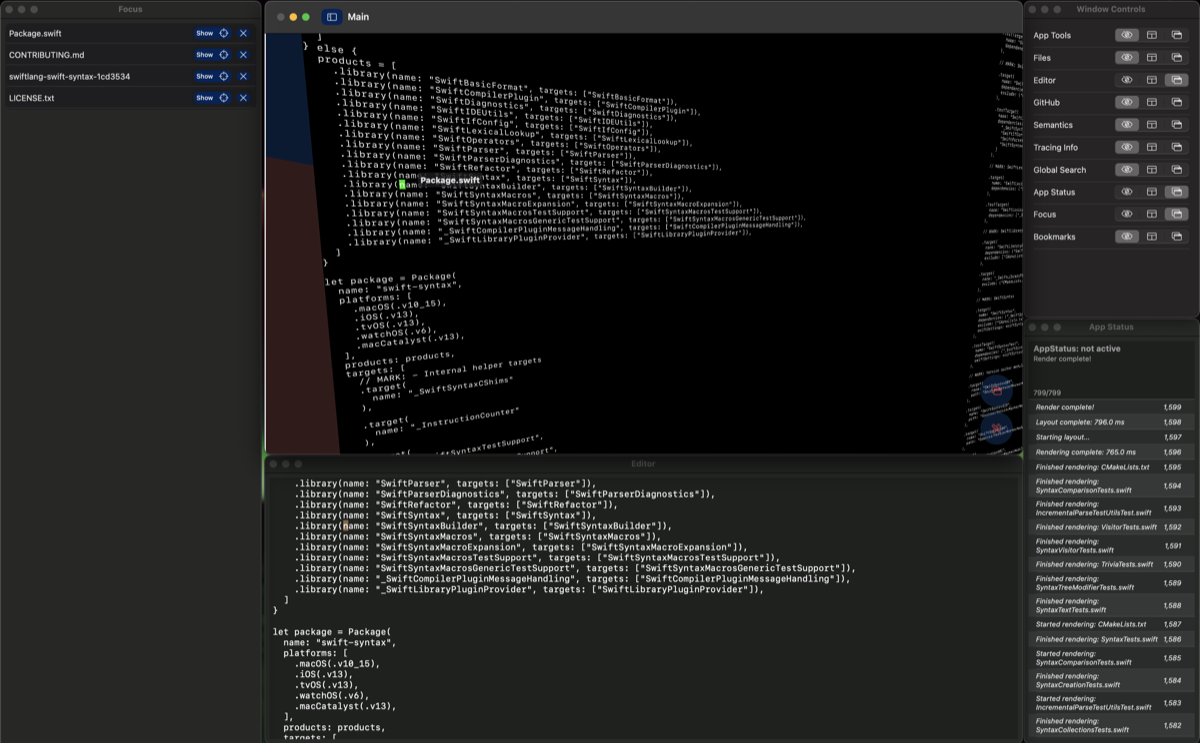 Focus
Package.swift Show
CONTRIBUTING.md Show
swiftlang-swift-syntax-1cd3534 Show
LICENSE.txt Show
Main
]
} else {
products = [
.library(name: "SwiftBasicFormat", targets: ["SwiftBasicFormat"]),
.library(name: "SwiftCompilerPlugin", targets: ["SwiftCompilerPlugin"]),
.library(name: "SwiftDiagnostics", targets: ["SwiftDiagnostics"]),
.library(name: "SwiftIDEUtils", targets: ["SwiftIDEUtils"]),
.library(name: "SwiftIfConfig", targets: ["SwiftIfConfig"]),
.library(name: "SwiftLexicalLookup", targets: ["SwiftLexicalLookup"]),
.library(name: "SwiftOperators", targets: ["SwiftOperators"]),
.library(name: "SwiftParser", targets: ["SwiftParser"]),
.library(name: "SwiftParserDiagnostics", targets: ["SwiftParserDiagnostics"]),
.library(name: "SwiftRefactor", targets: ["SwiftRefactor"]),
.library(nam Package.swift tax", targets: ["SwiftSyntax"]),
.library(nam SyntaxBuilder", targets: ["SwiftSyntaxBuilder"]),
.library(name: "SwiftSyntaxMacros", targets: ["SwiftSyntaxMacros"]),
.library(name: "SwiftSyntaxMacroExpansion", targets: ["SwiftSyntaxMacroExpansion"]),
.library(name: "SwiftSyntaxMacrosTestSupport", targets: ["SwiftSyntaxMacrosTestSupport"]),
.library(name: "SwiftSyntaxMacrosGenericTestSupport", targets: ["SwiftSyntaxMacrosGenericTestSupport"]),
.library(name: "_SwiftCompilerPluginMessageHandling", targets: ["SwiftCompilerPluginMessageHandling"]),
.library(name: "_SwiftLibraryPluginProvider", targets: ["SwiftLibraryPluginProvider"]),
]
}
let package = Package(
name: "swift-syntax",
platforms: [
.macOS(.v10_15),
.iOS(.v13),
.tvOS(.v13),
.watchOS(.v6),
.macCatalyst(.v13),
],
products: products,
targets: [
// MARK: - Internal helper targets
.target(
name: "_SwiftSyntaxCShims"
),
.target(
name: "_InstructionCounter"
),
Editor
.library(name: "SwiftParser", targets: ["SwiftParser"]),
.library(name: "SwiftParserDiagnostics", targets: ["SwiftParserDiagnostics"]),
.library(name: "SwiftRefactor", targets: ["SwiftRefactor"]),
.library(name: "SwiftSyntax", targets: ["SwiftSyntax"]),
.library(name: "SwiftSyntaxBuilder", targets: ["SwiftSyntaxBuilder"]),
.library(name: "SwiftSyntaxMacros", targets: ["SwiftSyntaxMacros"]),
.library(name: "SwiftSyntaxMacroExpansion", targets: ["SwiftSyntaxMacroExpansion"]),
.library(name: "SwiftSyntaxMacrosTestSupport", targets: ["SwiftSyntaxMacrosTestSupport"]),
.library(name: "SwiftSyntaxMacrosGenericTestSupport", targets: ["SwiftSyntaxMacrosGenericTestSupport"]),
.library(name: "_SwiftCompilerPluginMessageHandling", targets: ["SwiftCompilerPluginMessageHandling"]),
.library(name: "_SwiftLibraryPluginProvider", targets: ["SwiftLibraryPluginProvider"]),
]
}
let package = Package(
name: "swift-syntax",
platforms: [
.macOS(.v10_15),
.iOS(.v13),
.tvOS(.v13),
.watchOS(.v6),
.macCatalyst(.v13),
],
products: products,
targets: [
Window Controls
App Tools
Files
Editor
GitHub
Semantics
Tracing Info
Global Search
App Status
Focus
Bookmarks
App Status
AppStatus: not active
Render complete!
799/799
Render complete! 1,599
Layout complete: 796.0 ms 1,598
Starting layout... 1,597
Rendering complete: 765.0 ms 1,596
Finished rendering: CMakeLists.txt 1,595
Finished rendering:
SyntaxComparisonTests.swift 1,594
Finished rendering:
IncrementalParseTestUtilsTest.swift 1,593
Finished rendering: VisitorTests.swift 1,592
Finished rendering:
SyntaxVisitorTests.swift 1,591
Finished rendering: TriviaTests.swift 1,590
Finished rendering:
SyntaxTreeModifierTests.swift 1,589
Finished rendering:
SyntaxTextTests.swift 1,588
Started rendering: CMakeLists.txt 1,587
Finished rendering: SyntaxTests.swift 1,586
Started rendering:
SyntaxComparisonTests.swift 1,585
Finished rendering:
SyntaxCreationTests.swift 1,584
Started rendering:
IncrementalParseTestUtilsTest.swift 1,583
Finished rendering:
SyntaxCollectionsTests.swift 1,582